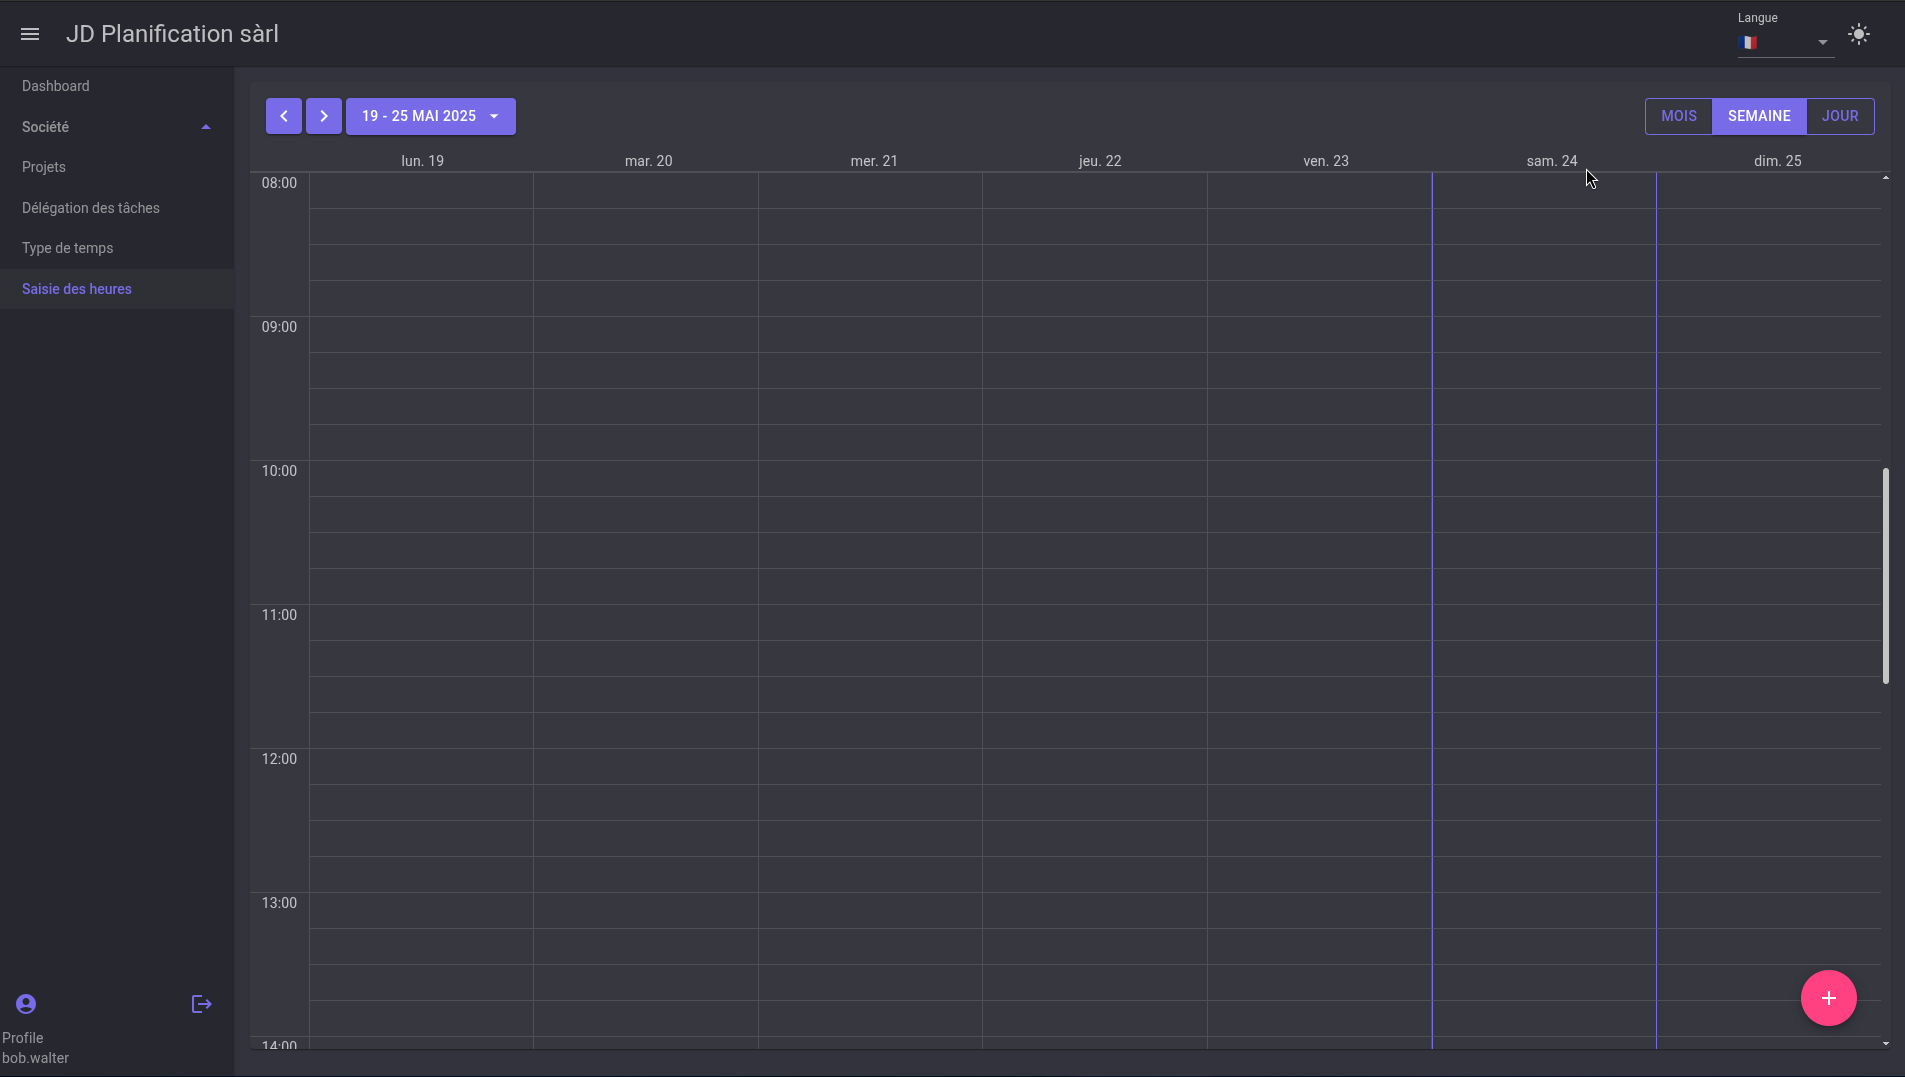 JD Planification sàrl
Langue
Dashboard
Société
Projets
Délégation des tâches
Type de temps
Saisie des heures
19 - 25 MAI 2025
MOIS SEMAINE JOUR
lun. 19 mar. 20 mer. 21 jeu. 22 ven. 23 sam. 24 dim. 25
08:00
09:00
10:00
11:00
12:00
13:00
14:00
Profile
bob.walter